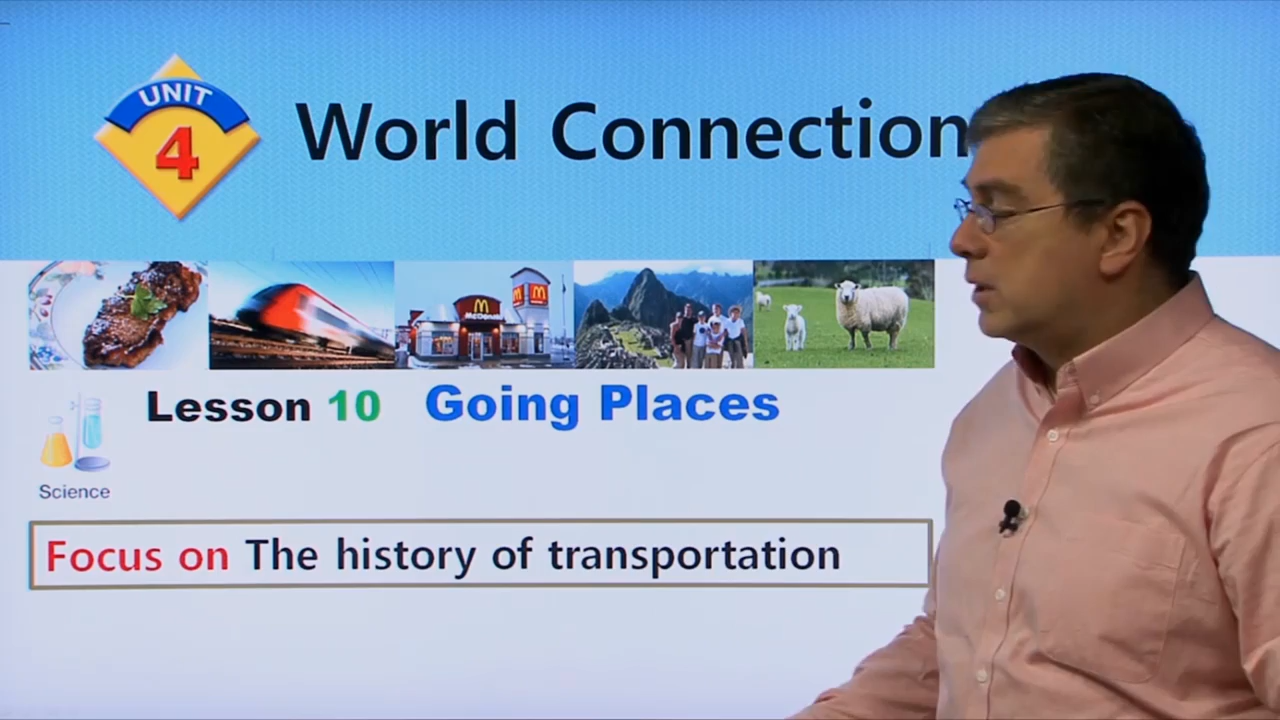 UNIT
4
World Connection
McDonald's
Lesson 10 Going Places
Science
Focus on The history of transportation